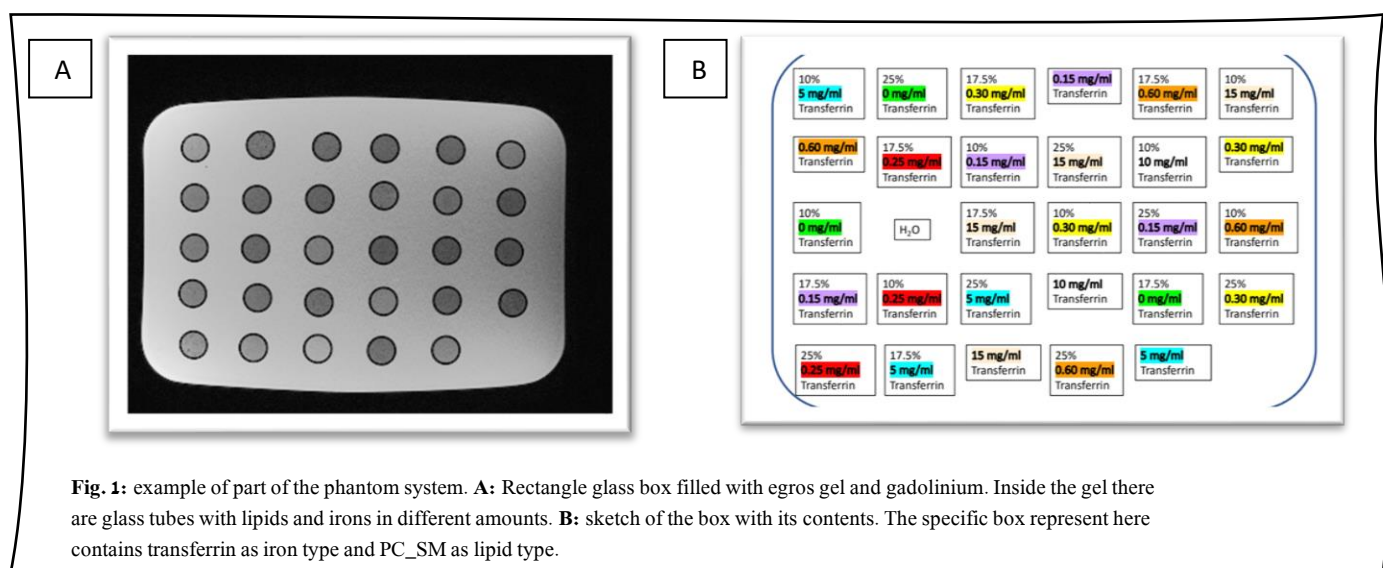 A
B
10%
5 mg/ml
Transferrin
25%
0 mg/ml
Transferrin
17.5%
0.30 mg/ml
Transferrin
0.15 mg/ml
Transferrin
17.5%
0.60 mg/ml
Transferrin
10%
15 mg/ml
Transferrin
0.60 mg/ml
Transferrin
17.5%
0.25 mg/ml
Transferrin
10%
0.15 mg/ml
Transferrin
25%
15 mg/ml
Transferrin
10%
10 mg/ml
Transferrin
0.30 mg/ml
Transferrin
10%
0 mg/ml
Transferrin
H₂O
17.5%
15 mg/ml
Transferrin
10%
0.30 mg/ml
Transferrin
25%
0.15 mg/ml
Transferrin
10%
0.60 mg/ml
Transferrin
17.5%
0.15 mg/ml
Transferrin
10%
0.25 mg/ml
Transferrin
25%
5 mg/ml
Transferrin
10 mg/ml
Transferrin
17.5%
0 mg/ml
Transferrin
25%
0.30 mg/ml
Transferrin
25%
0.25 mg/ml
Transferrin
17.5%
5 mg/ml
Transferrin
15 mg/ml
Transferrin
25%
0.60 mg/ml
Transferrin
5 mg/ml
Transferrin
Fig. 1: example of part of the phantom system. A: Rectangle glass box filled with egros gel and gadolinium. Inside the gel there
are glass tubes with lipids and irons in different amounts. B: sketch of the box with its contents. The specific box represent here
contains transferrin as iron type and PC_SM as lipid type.